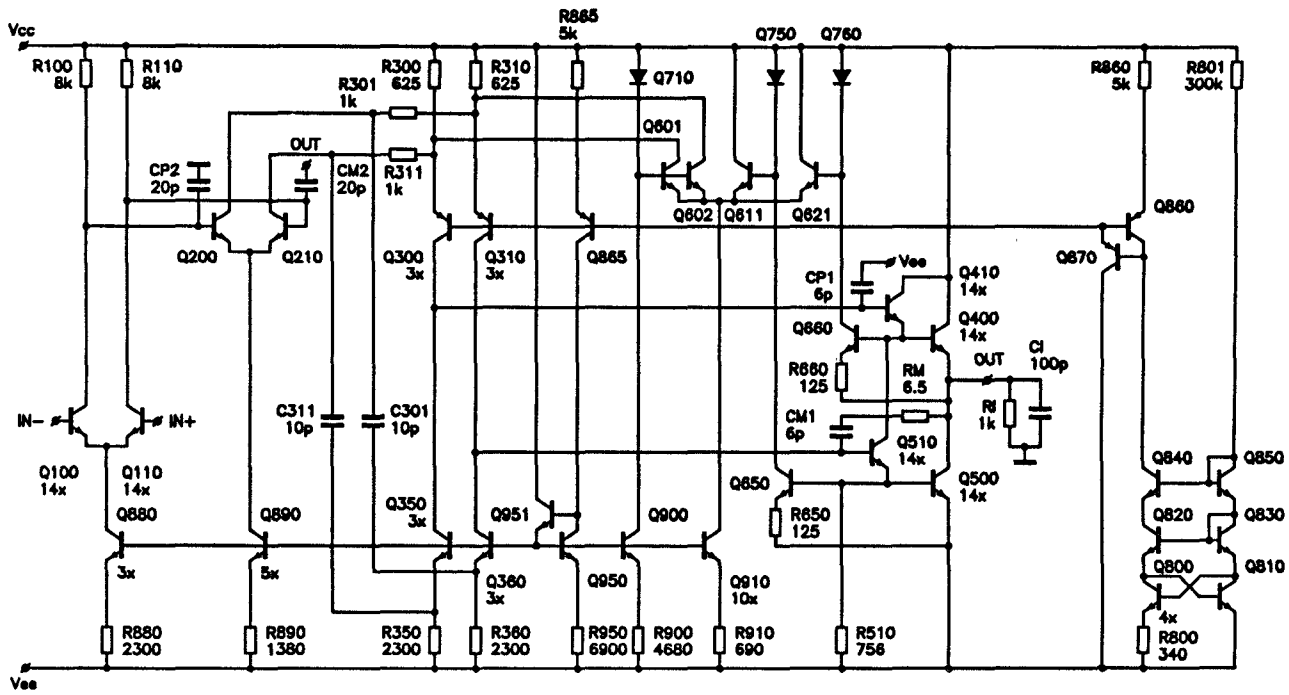 Vcc
R100
8k
R110
8k
R301
1k
R300
625
R310
625
R865
5k
Q710
Q750
Q760
R860
5k
R801
300k
CP2
20p
OUT
CM2
20p
R311
1k
Q601
Q602
Q611
Q621
Q200
Q210
Q300
3x
Q310
3x
Q865
Q870
Q860
CP1
6p
Vee
Q410
14x
Q660
Q400
14x
R660
125
RM
6.5
OUT
Cl
100p
Rl
1k
IN-
IN+
C311
10p
C301
10p
CM1
6p
Q510
14x
Q100
14x
Q110
14x
Q650
Q500
14x
Q840
Q850
Q880
3x
Q890
5x
Q350
3x
Q951
Q900
R650
125
Q820
Q830
Q360
3x
Q950
Q910
10x
Q800
4x
Q810
R880
2300
R890
1380
R350
2300
R360
2300
R950
6900
R900
4680
R910
690
R510
756
R800
340
Vee